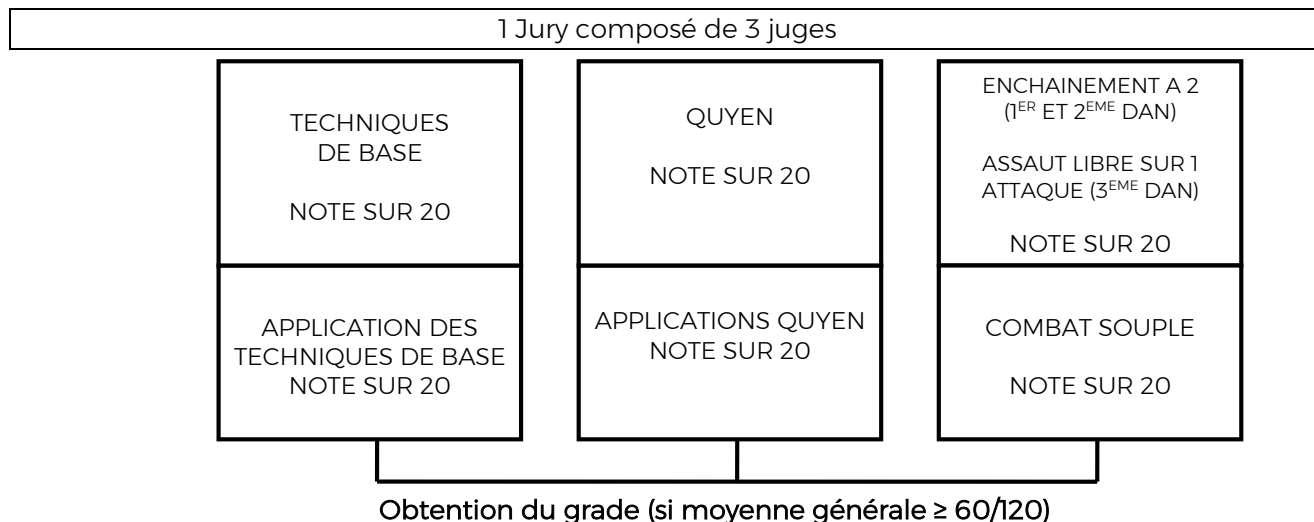 1 Jury composé de 3 juges
TECHNIQUES
DE BASE
NOTE SUR 20
APPLICATION DES
TECHNIQUES DE BASE
NOTE SUR 20
QUYEN
NOTE SUR 20
APPLICATIONS QUYEN
NOTE SUR 20
ENCHAINEMENT A 2
(1ER ET 2EME DAN)
ASSAUT LIBRE SUR 1
ATTAQUE (3EME DAN)
NOTE SUR 20
COMBAT SOUPLE
NOTE SUR 20
Obtention du grade (si moyenne générale ≥ 60/120)